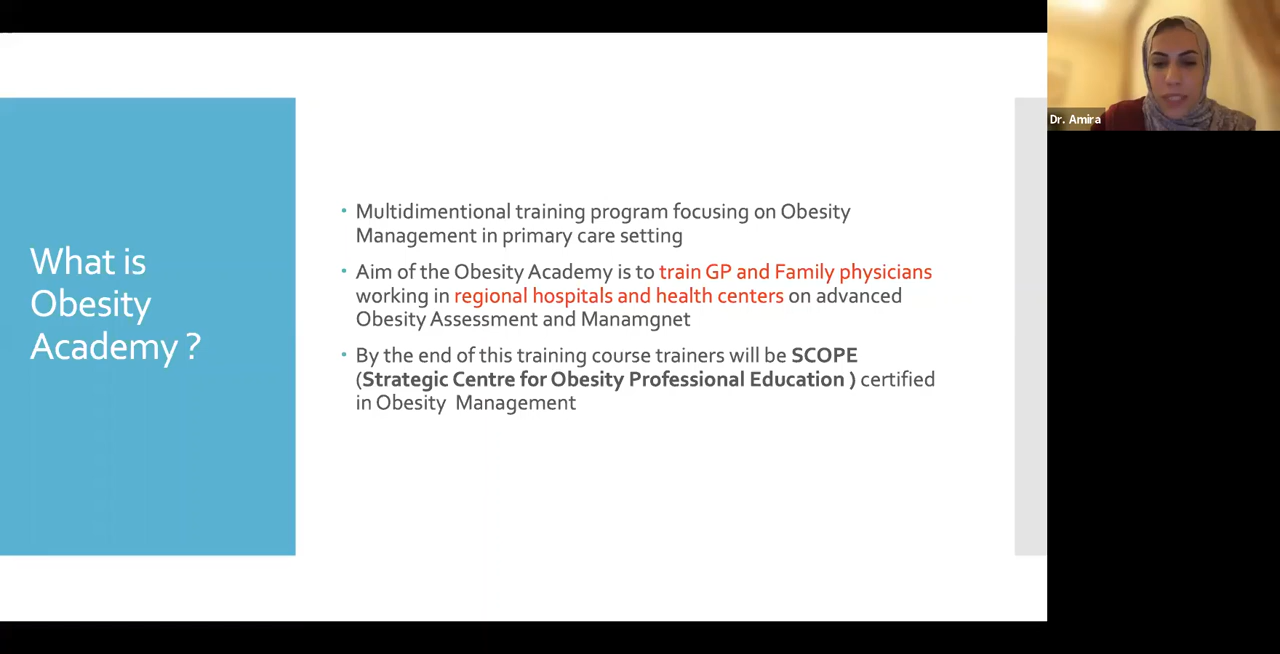 What is
Obesity
Academy ?
• Multidimentional training program focusing on Obesity
Management in primary care setting
• Aim of the Obesity Academy is to train GP and Family physicians
working in regional hospitals and health centers on advanced
Obesity Assessment and Manamgnet
• By the end of this training course trainers will be SCOPE
(Strategic Centre for Obesity Professional Education ) certified
in Obesity Management
Dr. Amira